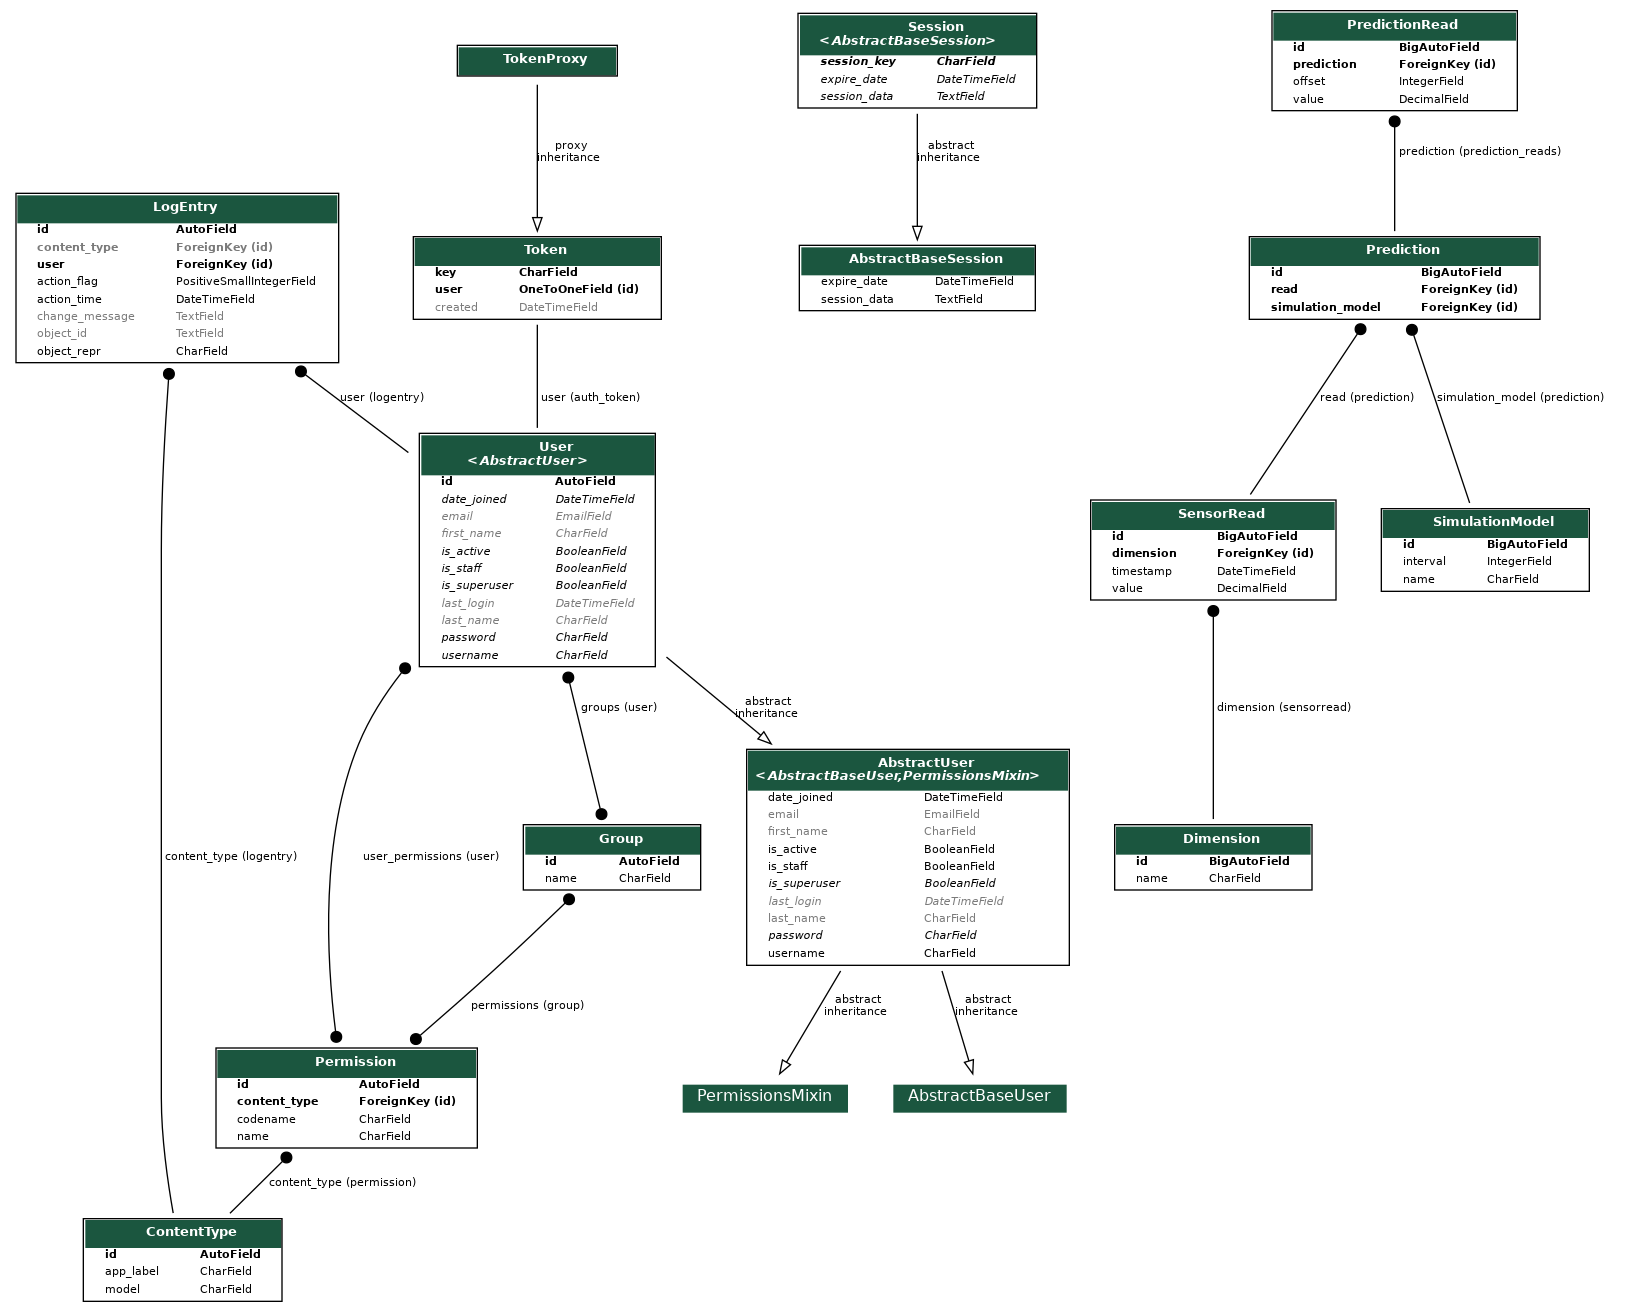 TokenProxy
proxy
inheritance
Session
<AbstractBaseSession>
session_key CharField
expire_date DateTimeField
session_data TextField
abstract
inheritance
AbstractBaseSession
expire_date DateTimeField
session_data TextField
PredictionRead
id BigAutoField
prediction ForeignKey (id)
offset IntegerField
value DecimalField
prediction (prediction_reads)
Prediction
id BigAutoField
read ForeignKey (id)
simulation_model ForeignKey (id)
read (prediction)
simulation_model (prediction)
LogEntry
id AutoField
content_type ForeignKey (id)
user ForeignKey (id)
action_flag PositiveSmallIntegerField
action_time DateTimeField
change_message TextField
object_id TextField
object_repr CharField
user (logentry)
Token
key CharField
user OneToOneField (id)
created DateTimeField
user (auth_token)
User
<AbstractUser>
id AutoField
date_joined DateTimeField
email EmailField
first_name CharField
is_active BooleanField
is_staff BooleanField
is_superuser BooleanField
last_login DateTimeField
last_name CharField
password CharField
username CharField
SensorRead
id BigAutoField
dimension ForeignKey (id)
timestamp DateTimeField
value DecimalField
SimulationModel
id BigAutoField
interval IntegerField
name CharField
dimension (sensorread)
groups (user)
abstract
inheritance
AbstractUser
<AbstractBaseUser,PermissionsMixin>
date_joined DateTimeField
email EmailField
first_name CharField
is_active BooleanField
is_staff BooleanField
is_superuser BooleanField
last_login DateTimeField
last_name CharField
password CharField
username CharField
Dimension
id BigAutoField
name CharField
content_type (logentry)
user_permissions (user)
Group
id AutoField
name CharField
permissions (group)
abstract
inheritance
abstract
inheritance
PermissionsMixin
AbstractBaseUser
Permission
id AutoField
content_type ForeignKey (id)
codename CharField
name CharField
content_type (permission)
ContentType
id AutoField
app_label CharField
model CharField